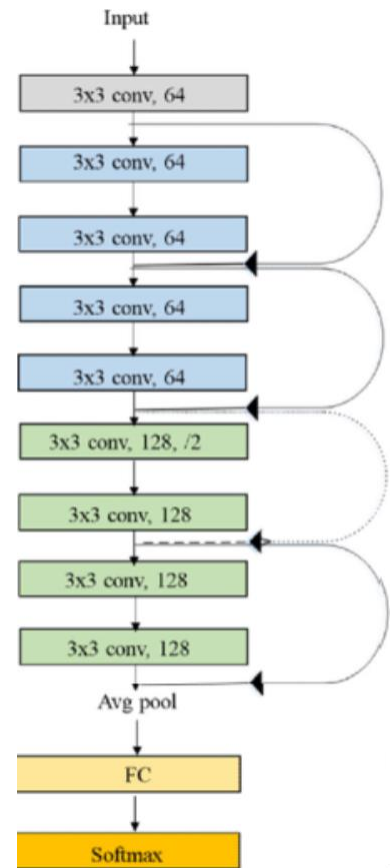 Input
3x3 conv, 64
3x3 conv, 64
3x3 conv, 64
3x3 conv, 64
3x3 conv, 64
3x3 conv, 128, /2
3x3 conv, 128
3x3 conv, 128
3x3 conv, 128
Avg pool
FC
Softmax